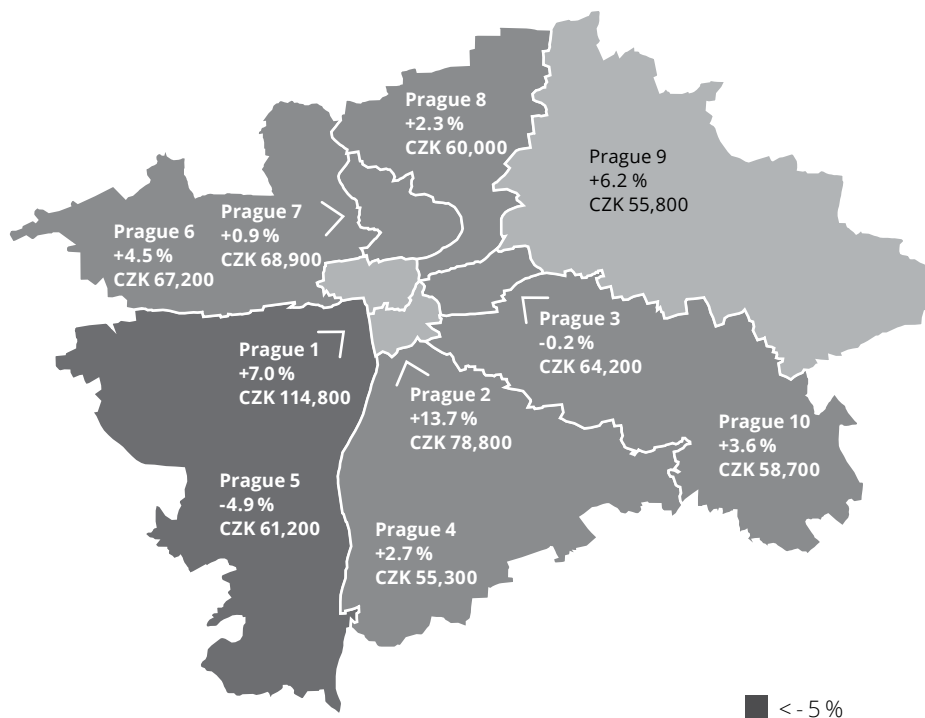 Prague 8
+2.3 %
CZK 60,000
Prague 9
+6.2 %
CZK 55,800
Prague 7
+0.9 %
CZK 68,900
Prague 6
+4.5 %
CZK 67,200
Prague 3
-0.2 %
CZK 64,200
Prague 1
+7.0 %
CZK 114,800
Prague 2
+13.7 %
CZK 78,800
Prague 10
+3.6 %
CZK 58,700
Prague 5
-4.9 %
CZK 61,200
Prague 4
+2.7 %
CZK 55,300
< - 5 %